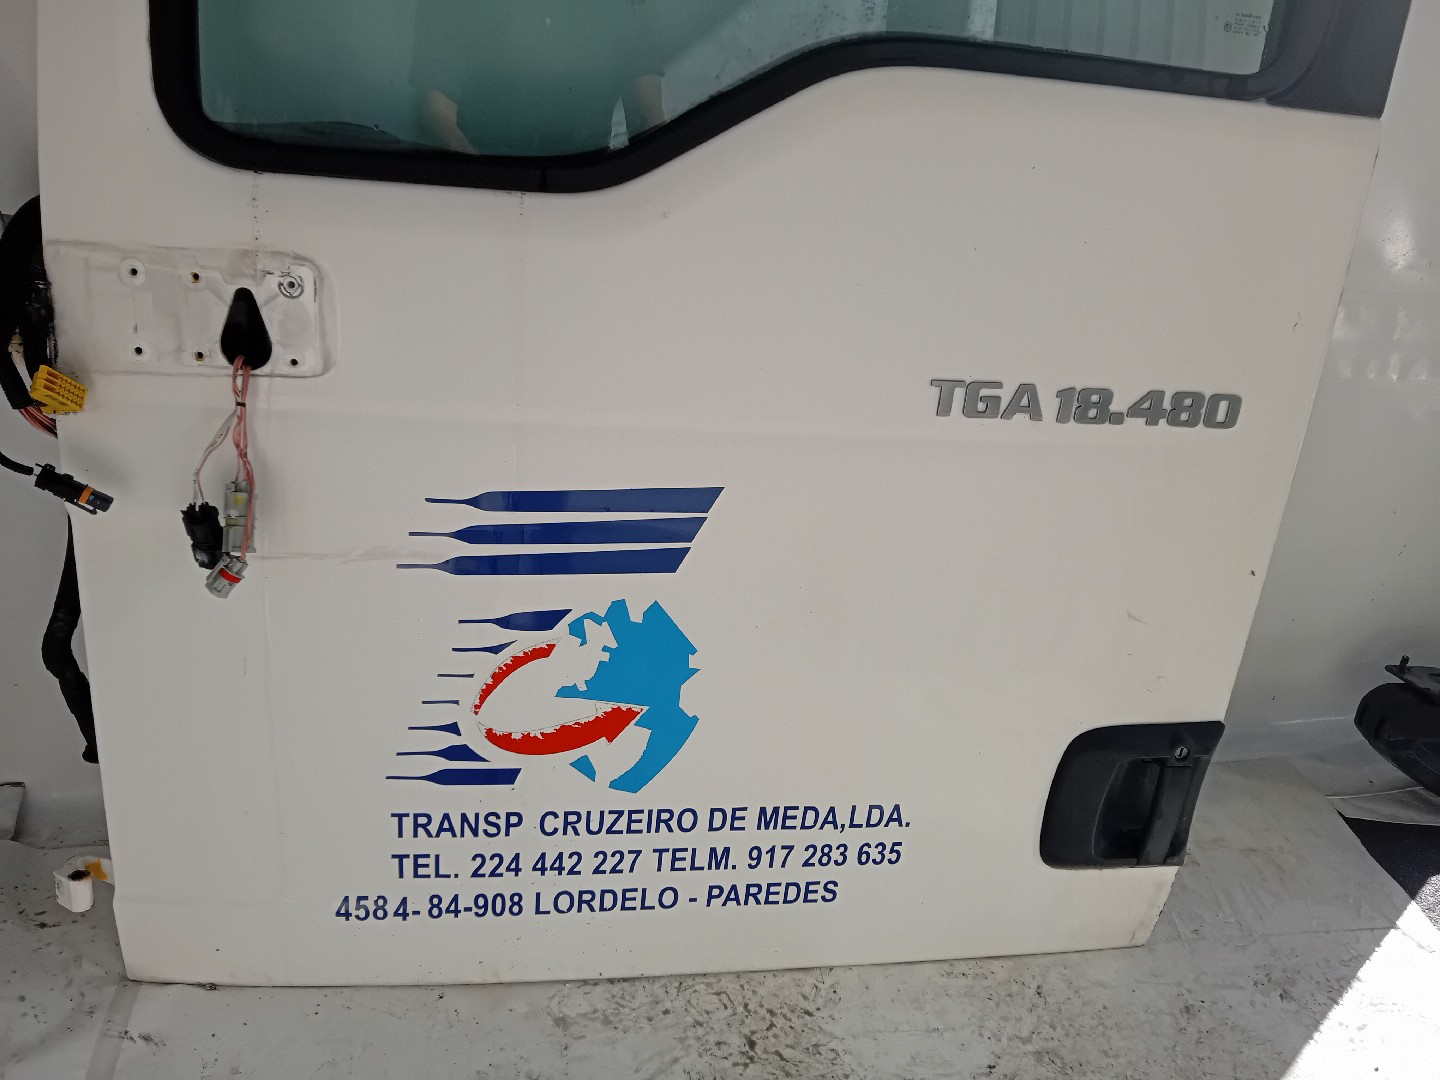 TGA 18.480
TRANSP CRUZEIRO DE MEDA,LDA.
TEL. 224 442 227 TELM. 917 283 635
4584- 84-908 LORDELO - PAREDES